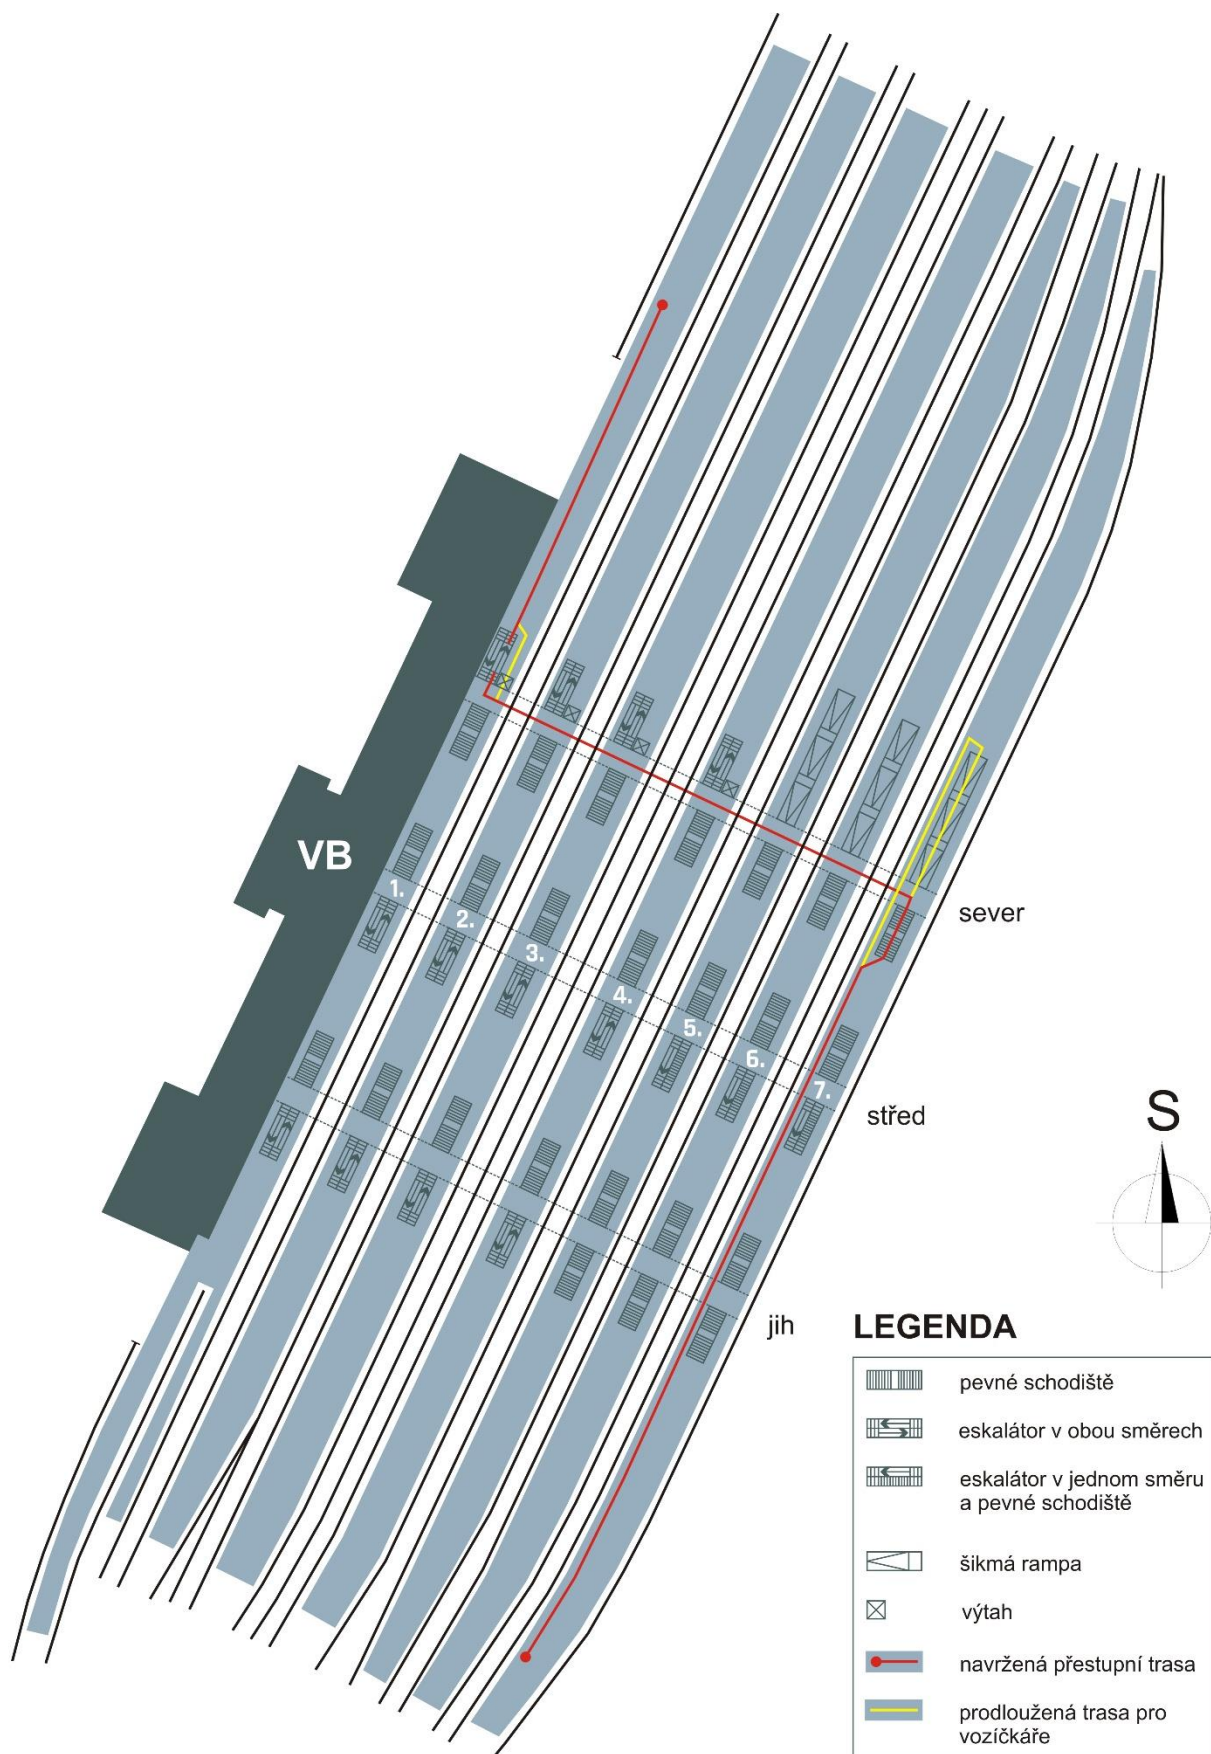 VB
1.
2.
3.
4.
5.
6.
7.
sever
střed
jih
S
LEGENDA
pevné schodiště
eskalátor v obou směrech
eskalátor v jednom směru
a pevné schodiště
šikmá rampa
výtah
navržená přestupní trasa
prodloužená trasa pro
vozíčkáře